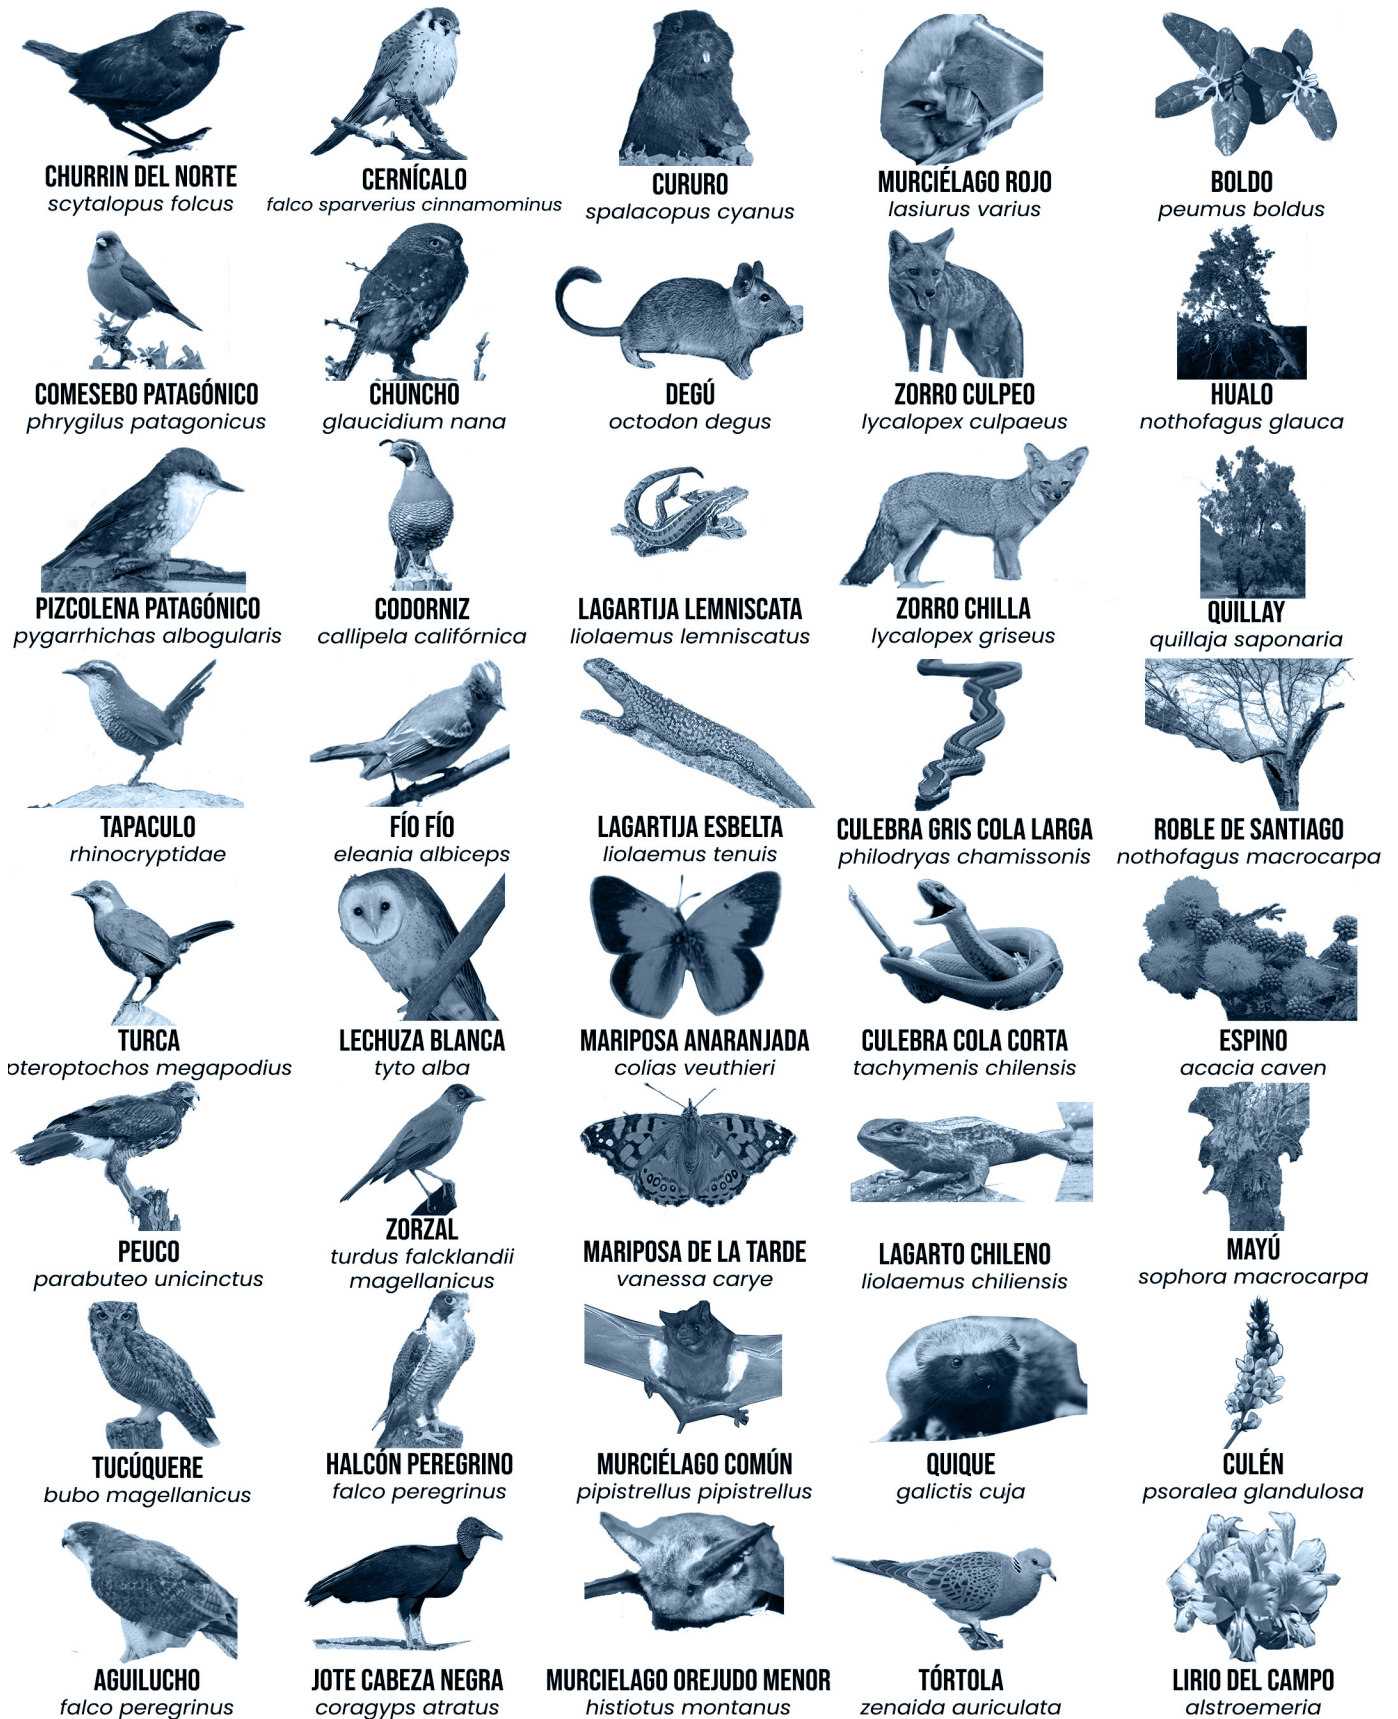 CHURRIN DEL NORTE
scytalopus folcus
CERNÍCALO
falco sparverius cinnamominus
CURURO
spalacopus cyanus
MURCIÉLAGO ROJO
lasiurus varius
BOLDO
peumus boldus
COMESEBO PATAGÓNICO
phrygilus patagonicus
CHUNCHO
glaucidium nana
DEGÚ
octodon degus
ZORRO CULPEO
lycalopex culpaeus
HUALO
nothofagus glauca
PIZCOLENA PATAGÓNICO
pygarrhichas albogularis
CODORNIZ
callipela califórnica
LAGARTIJA LEMNISCATA
liolaemus lemniscatus
ZORRO CHILLA
lycalopex griseus
QUILLAY
quillaja saponaria
TAPACULO
rhinocryptidae
FÍO FÍO
eleania albiceps
LAGARTIJA ESBELTA
liolaemus tenuis
CULEBRA GRIS COLA LARGA
philodryas chamissonis
ROBLE DE SANTIAGO
nothofagus macrocarpa
TURCA
oteroptochos megapodius
LECHUZA BLANCA
tyto alba
MARIPOSA ANARANJADA
colias veuthieri
CULEBRA COLA CORTA
tachymenis chilensis
ESPINO
acacia caven
PEUCO
parabuteo unicinctus
ZORZAL
turdus falcklandii
magellanicus
MARIPOSA DE LA TARDE
vanessa carye
LAGARTO CHILENO
liolaemus chiliensis
MAYÚ
sophora macrocarpa
TUCÚQUERE
bubo magellanicus
HALCÓN PEREGRINO
falco peregrinus
MURCIÉLAGO COMÚN
pipistrellus pipistrellus
QUIQUE
galictis cuja
CULÉN
psoralea glandulosa
AGUILUCHO
falco peregrinus
JOTE CABEZA NEGRA
coragyps atratus
MURCIELAGO OREJUDO MENOR
histiotus montanus
TÓRTOLA
zenaida auriculata
LIRIO DEL CAMPO
alstroemeria